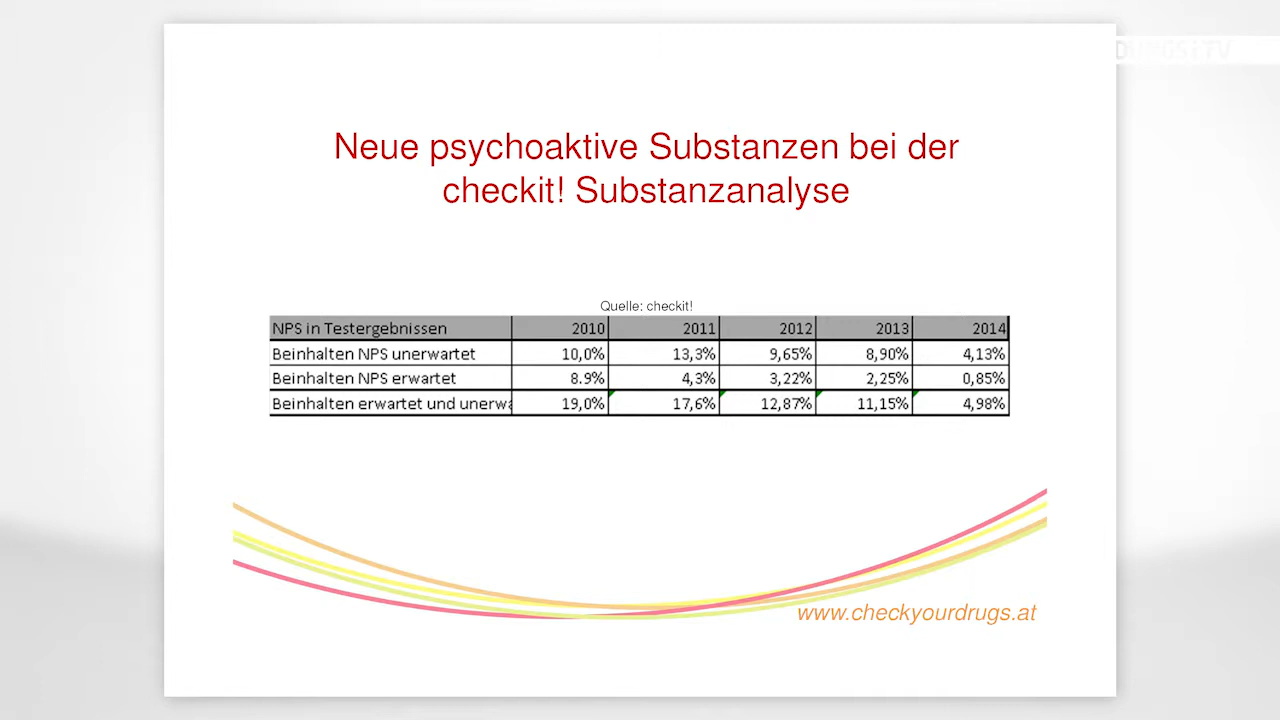 Neue psychoaktive Substanzen bei der
checkit! Substanzanalyse
Quelle: checkit!
NPS in Testergebnissen 2010 2011 2012 2013 2014
Beinhalten NPS unerwartet 10,0% 13,3% 9,65% 8,90% 4,13%
Beinhalten NPS erwartet 8.9% 4,3% 3,22% 2,25% 0,85%
Beinhalten erwartet und 19,0% 17,6% 12,87% 11,15% 4,98%
www.checkyourdrugs.at